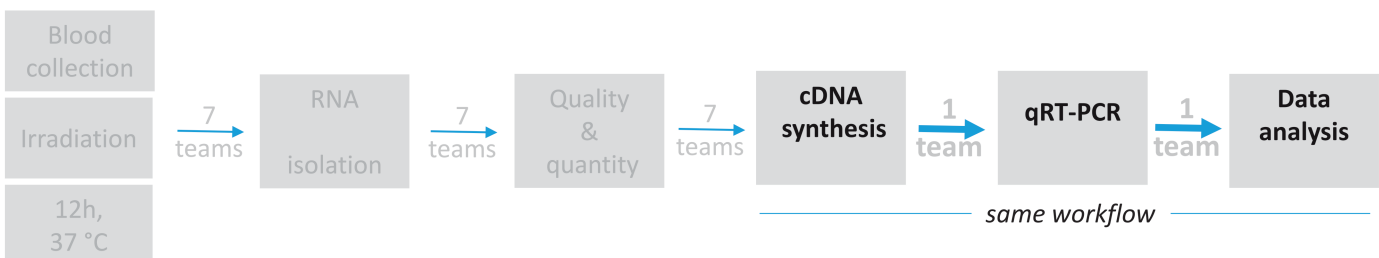 Blood
collection
Irradiation
12h,
37 °C
7
teams
RNA
isolation
7
teams
Quality
&
quantity
7
teams
cDNA
synthesis
1
team
qRT-PCR
1
team
Data
analysis
same workflow